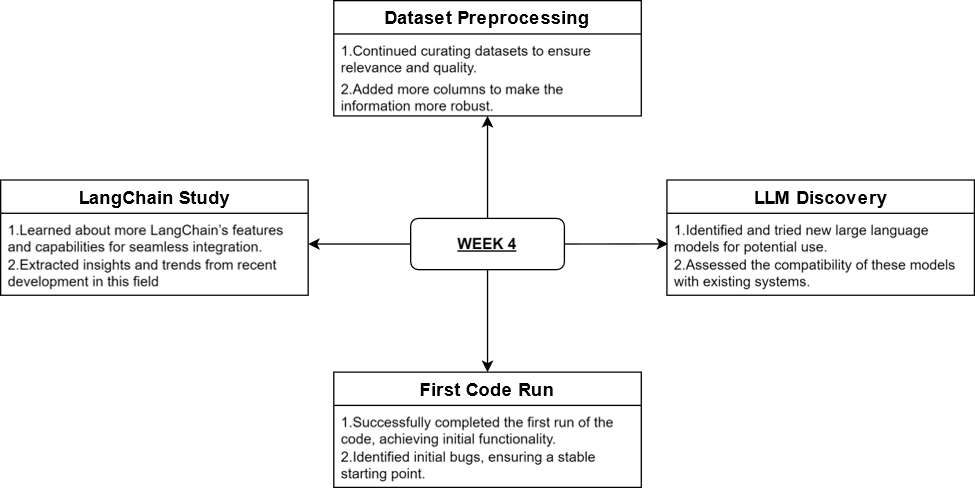 Dataset Preprocessing
1.Continued curating datasets to ensure
relevance and quality.
2.Added more columns to make the
information more robust.
LangChain Study
1.Learned about more LangChain's features
and capabilities for seamless integration.
2.Extracted insights and trends from recent
development in this field
WEEK 4
LLM Discovery
1.Identified and tried new large language
models for potential use.
2.Assessed the compatibility of these models
with existing systems.
First Code Run
1.Successfully completed the first run of the
code, achieving initial functionality.
2.Identified initial bugs, ensuring a stable
starting point.